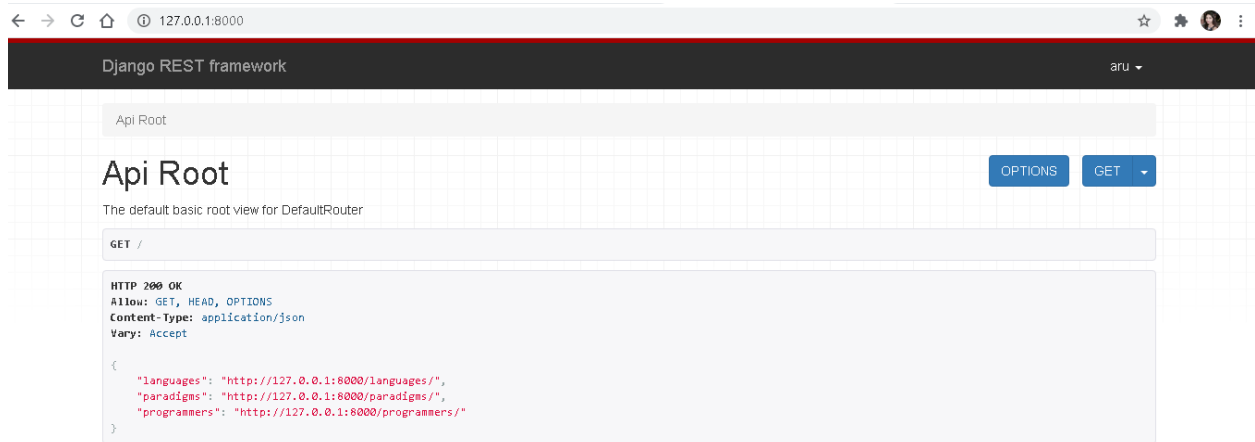 127.0.0.1:8000
Django REST framework
aru
Api Root
Api Root
OPTIONS
GET
The default basic root view for DefaultRouter
GET /
HTTP 200 OK
Allow: GET, HEAD, OPTIONS
Content-Type: application/json
Vary: Accept
{
"languages": "http://127.0.0.1:8000/languages/",
"paradigms": "http://127.0.0.1:8000/paradigms/",
"programmers": "http://127.0.0.1:8000/programmers/"
}